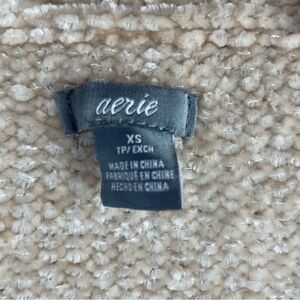 aerie
XS
TP/EXCH
MADE IN CHINA
FABRIQUÉ EN CHINE
HECHO EN CHINA